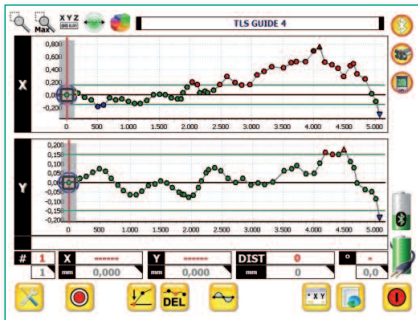 Max
XYZ
TLS GUIDE 4
X
0,800
0,600
0,400
0,200
0,000
-0,200
0 500 1.000 1.500 2.000 2.500 3.000 3.500 4.000 4.500 5.000
Y
0,200
0,150
0,100
0,050
0,000
-0,050
-0,100
-0,150
-0,200
0 500 1.000 1.500 2.000 2.500 3.000 3.500 4.000 4.500 5.000
# 1 X ------ Y ------ DIST 0 ° -
1 mm 0,000 mm 0,000 mm 0 0,0
DEL
° X Y